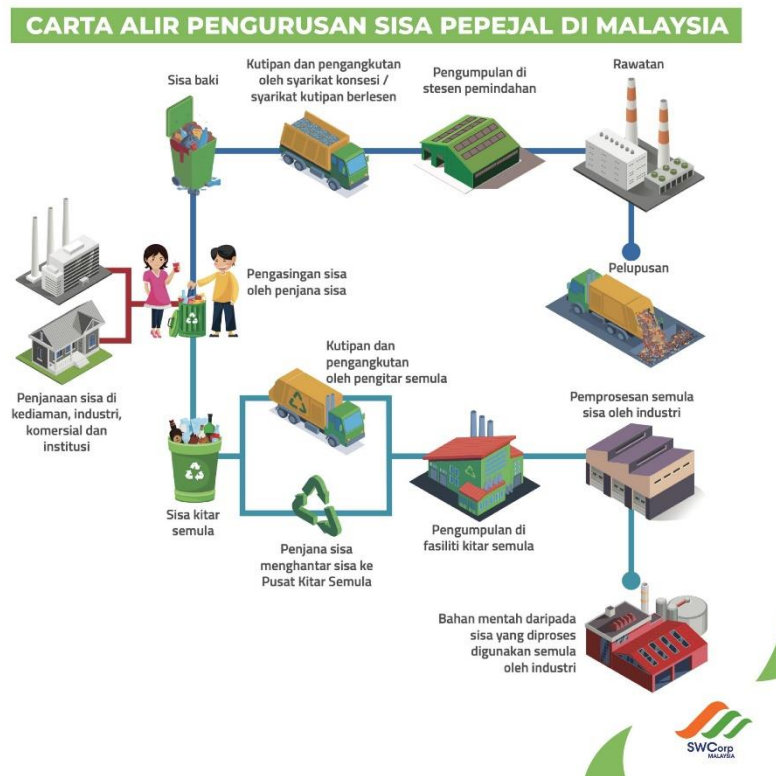 CARTA ALIR PENGURUSAN SISA PEPEJAL DI MALAYSIA
Sisa baki
Kutipan dan pengangkutan
oleh syarikat konsesi /
syarikat kutipan berlesen
Pengumpulan di
stesen pemindahan
Rawatan
Pelupusan
Pengasingan sisa
oleh penjana sisa
Penjanaan sisa di
kediaman, industri,
komersial dan
institusi
Kutipan dan
pengangkutan
oleh pengitar semula
Pemprosesan semula
sisa oleh industri
Sisa kitar
semula
Penjana sisa
menghantar sisa ke
Pusat Kitar Semula
Pengumpulan di
fasiliti kitar semula
Bahan mentah daripada
sisa yang diproses
digunakan semula
oleh industri
SWCorp
MALAYSIA